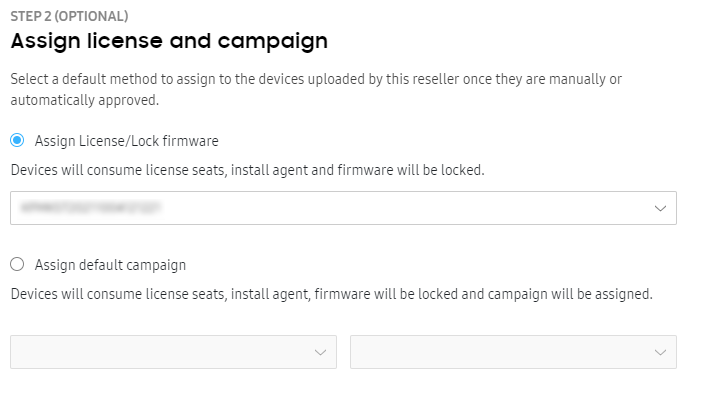 STEP 2 (OPTIONAL)
Assign license and campaign
Select a default method to assign to the devices uploaded by this reseller once they are manually or
automatically approved.
Assign License/Lock firmware
Devices will consume license seats, install agent and firmware will be locked.
Assign default campaign
Devices will consume license seats, install agent, firmware will be locked and campaign will be assigned.